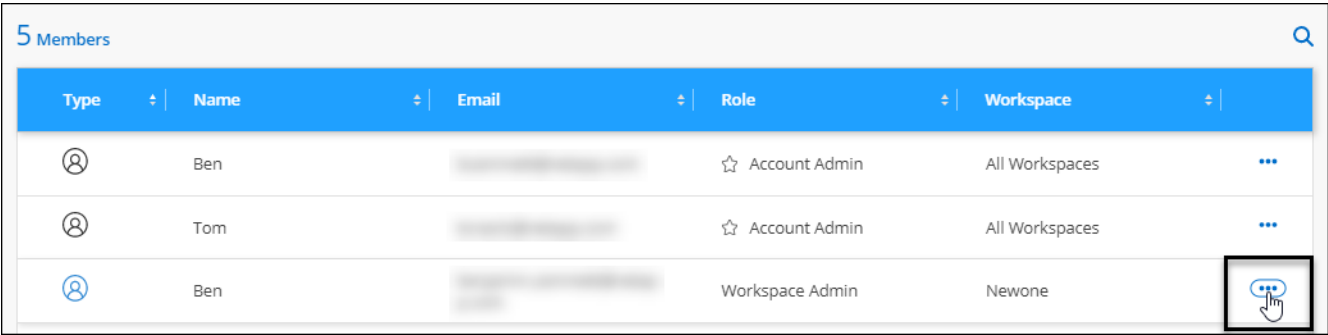 5 Members
Type Name Email Role Workspace
Ben Account Admin All Workspaces
Tom Account Admin All Workspaces
Ben Workspace Admin Newone